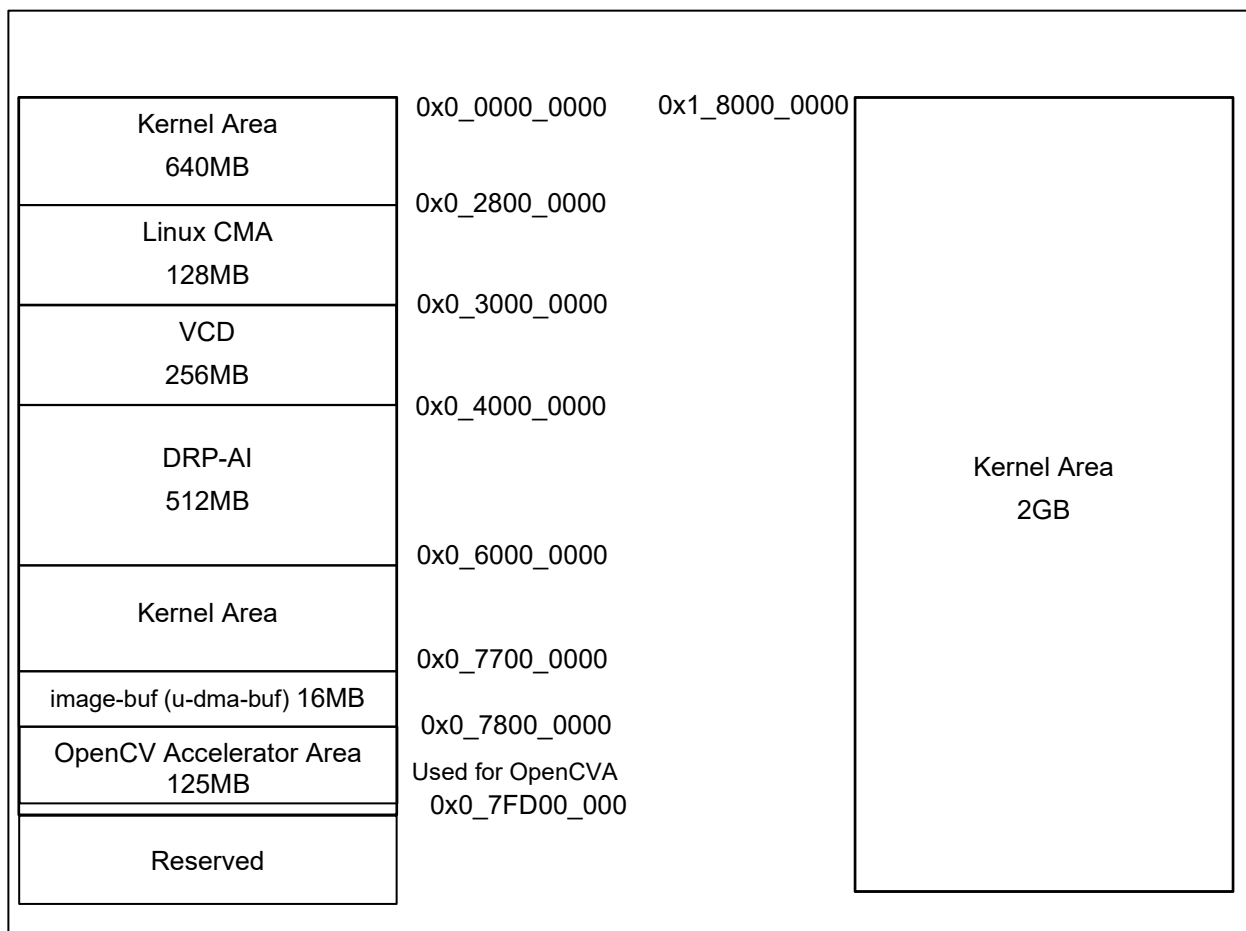 0x0_0000_0000
0x1_8000_0000
Kernel Area
640MB
0x0_2800_0000
Linux CMA
128MB
0x0_3000_0000
VCD
256MB
0x0_4000_0000
DRP-AI
512MB
Kernel Area
2GB
0x0_6000_0000
Kernel Area
0x0_7700_0000
image-buf (u-dma-buf) 16MB
0x0_7800_0000
OpenCV Accelerator Area
125MB
Used for OpenCVA
0x0_7FD00_000
Reserved